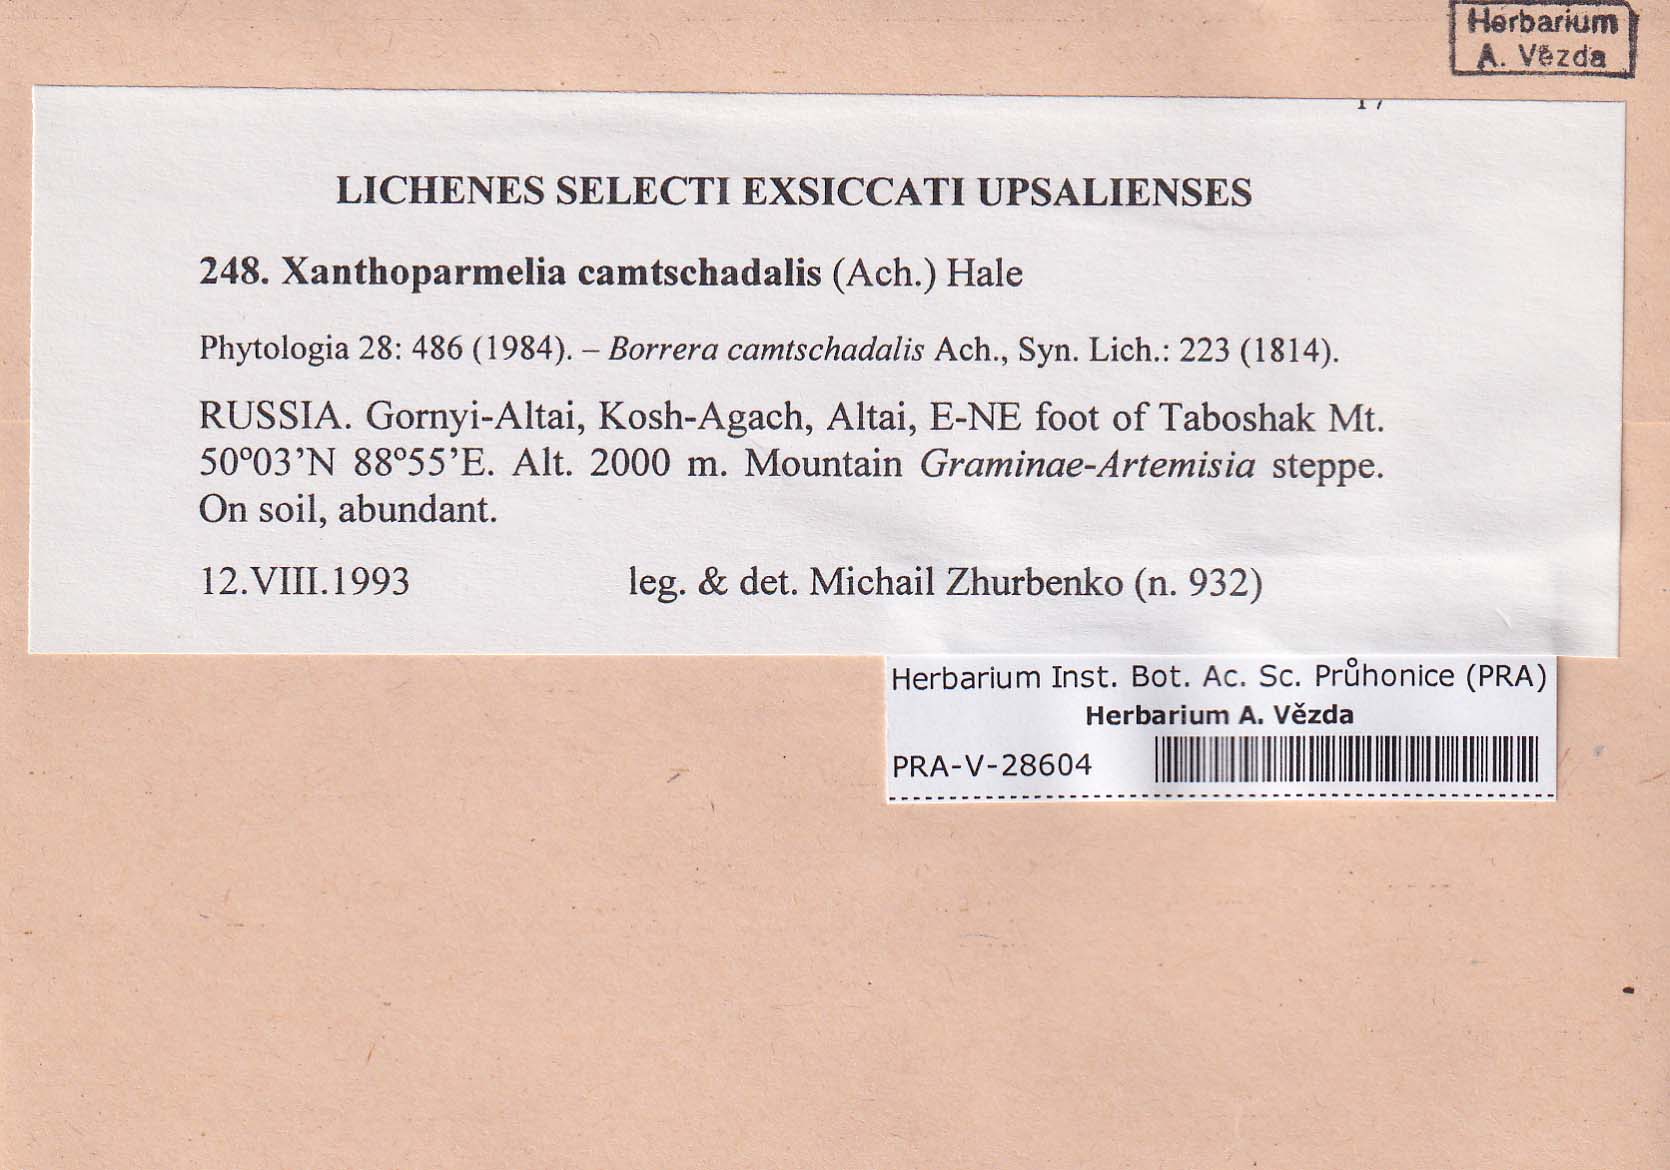 Herbarium
A. Vězda
LICHENES SELECTI EXSICCATI UPSALIENSES
248. Xanthoparmelia camtschadalis (Ach.) Hale
Phytologia 28: 486 (1984). – Borrera camtschadalis Ach., Syn. Lich.: 223 (1814).
RUSSIA. Gornyi-Altai, Kosh-Agach, Altai, E-NE foot of Taboshak Mt.
50º03’N 88º55’E. Alt. 2000 m. Mountain Graminae-Artemisia steppe.
On soil, abundant.
12.VIII.1993 leg. & det. Michail Zhurbenko (n. 932)
Herbarium Inst. Bot. Ac. Sc. Průhonice (PRA)
Herbarium A. Vězda
PRA-V-28604